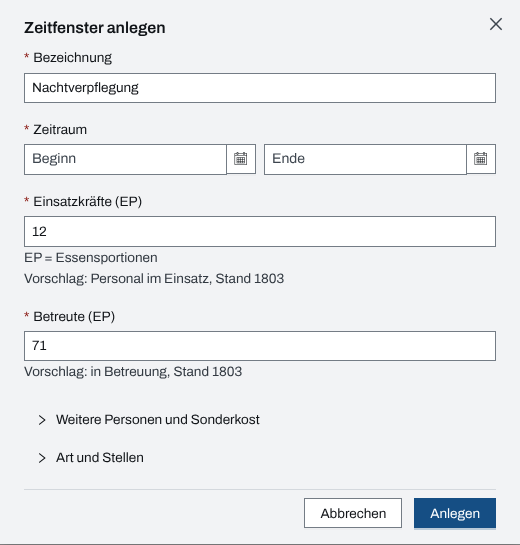 Zeitfenster anlegen
* Bezeichnung
Nachtverpflegung
* Zeitraum
Beginn
Ende
* Einsatzkräfte (EP)
12
EP = Essensportionen
Vorschlag: Personal im Einsatz, Stand 1803
* Betreute (EP)
71
Vorschlag: in Betreuung, Stand 1803
Weitere Personen und Sonderkost
Art und Stellen
Abbrechen
Anlegen